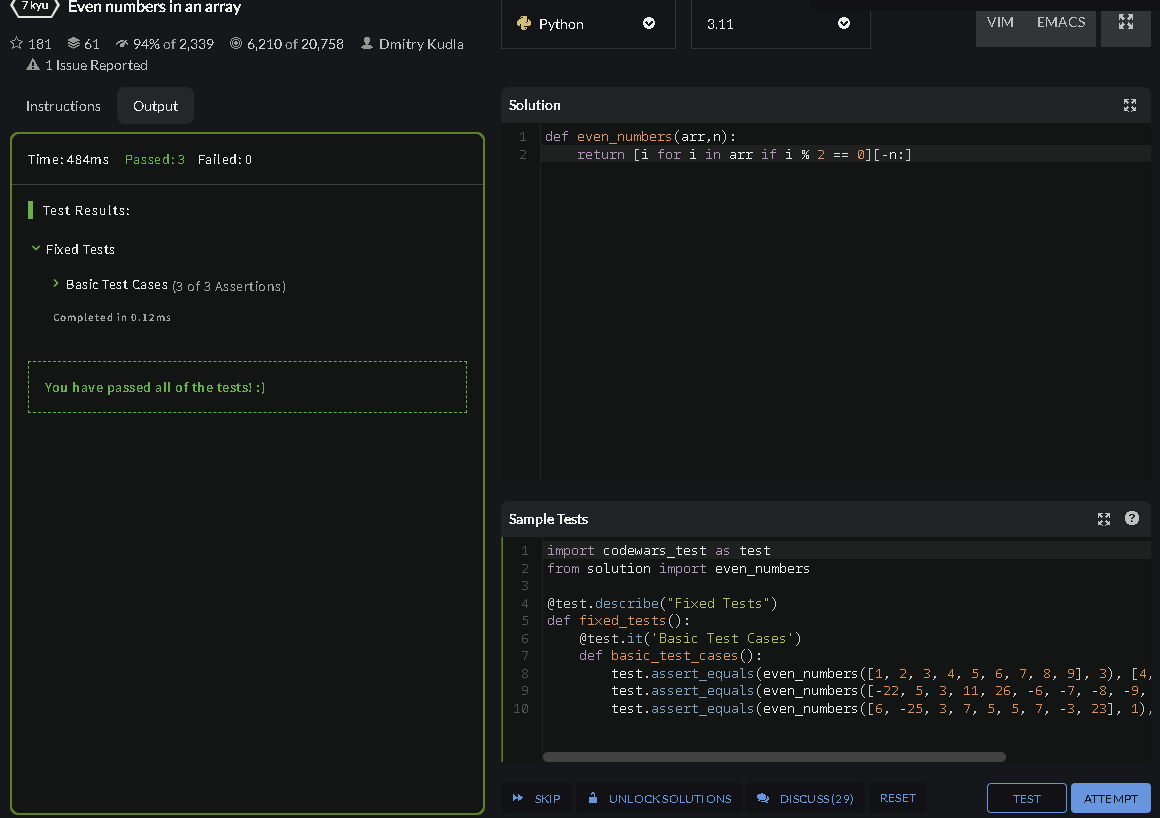 7 kyu Even numbers in an array
181 61 94% of 2,339 6,210 of 20,758 Dmitry Kudla
1 Issue Reported
Python 3.11 VIM EMACS
Instructions Output
Time: 484ms Passed: 3 Failed: 0
Test Results:
Fixed Tests
Basic Test Cases (3 of 3 Assertions)
Completed in 0.12ms
You have passed all of the tests! :)
Solution
1 def even_numbers(arr,n):
2     return [i for i in arr if i % 2 == 0][-n:]
Sample Tests
1 import codewars_test as test
2 from solution import even_numbers
3
4 @test.describe("Fixed Tests")
5 def fixed_tests():
6     @test.it('Basic Test Cases')
7     def basic_test_cases():
8         test.assert_equals(even_numbers([1, 2, 3, 4, 5, 6, 7, 8, 9], 3), [4,
9         test.assert_equals(even_numbers([-22, 5, 3, 11, 26, -6, -7, -8, -9,
10         test.assert_equals(even_numbers([6, -25, 3, 7, 5, 5, 7, -3, 23], 1),
SKIP UNLOCK SOLUTIONS DISCUSS (29) RESET TEST ATTEMPT